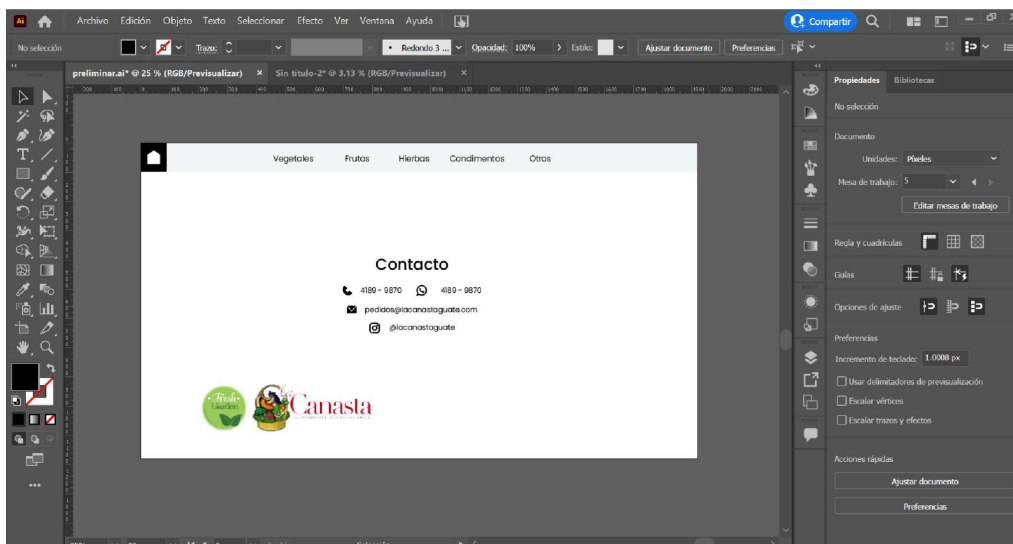 Ai Archivo Edición Objeto Texto Seleccionar Efecto Ver Ventana Ayuda Compartir
No selección Trazo: Redondo 3 ... Opacidad: 100% Estilo: Ajustar documento Preferencias
preliminar.ai* @ 25 % (RGB/Previsualizar) × Sin título-2* @ 3.13 % (RGB/Previsualizar) ×
Propiedades Bibliotecas
No selección
Documento
Unidades: Píxeles
Mesa de trabajo: 5
Editar mesas de trabajo
Regla y cuadrículas
Guías
Opciones de ajuste
Preferencias
Incremento de teclado: 1.0008 px
Usar delimitadores de previsualización
Escalar vértices
Escalar trazos y efectos
Acciones rápidas
Ajustar documento
Preferencias
Vegetales Frutas Hierbas Condimentos Otros
Contacto
4189 - 9870 4189 - 9870
pedidos@lacanastaguate.com
@lacanastaguate
Fresh
Garden
La
Canasta